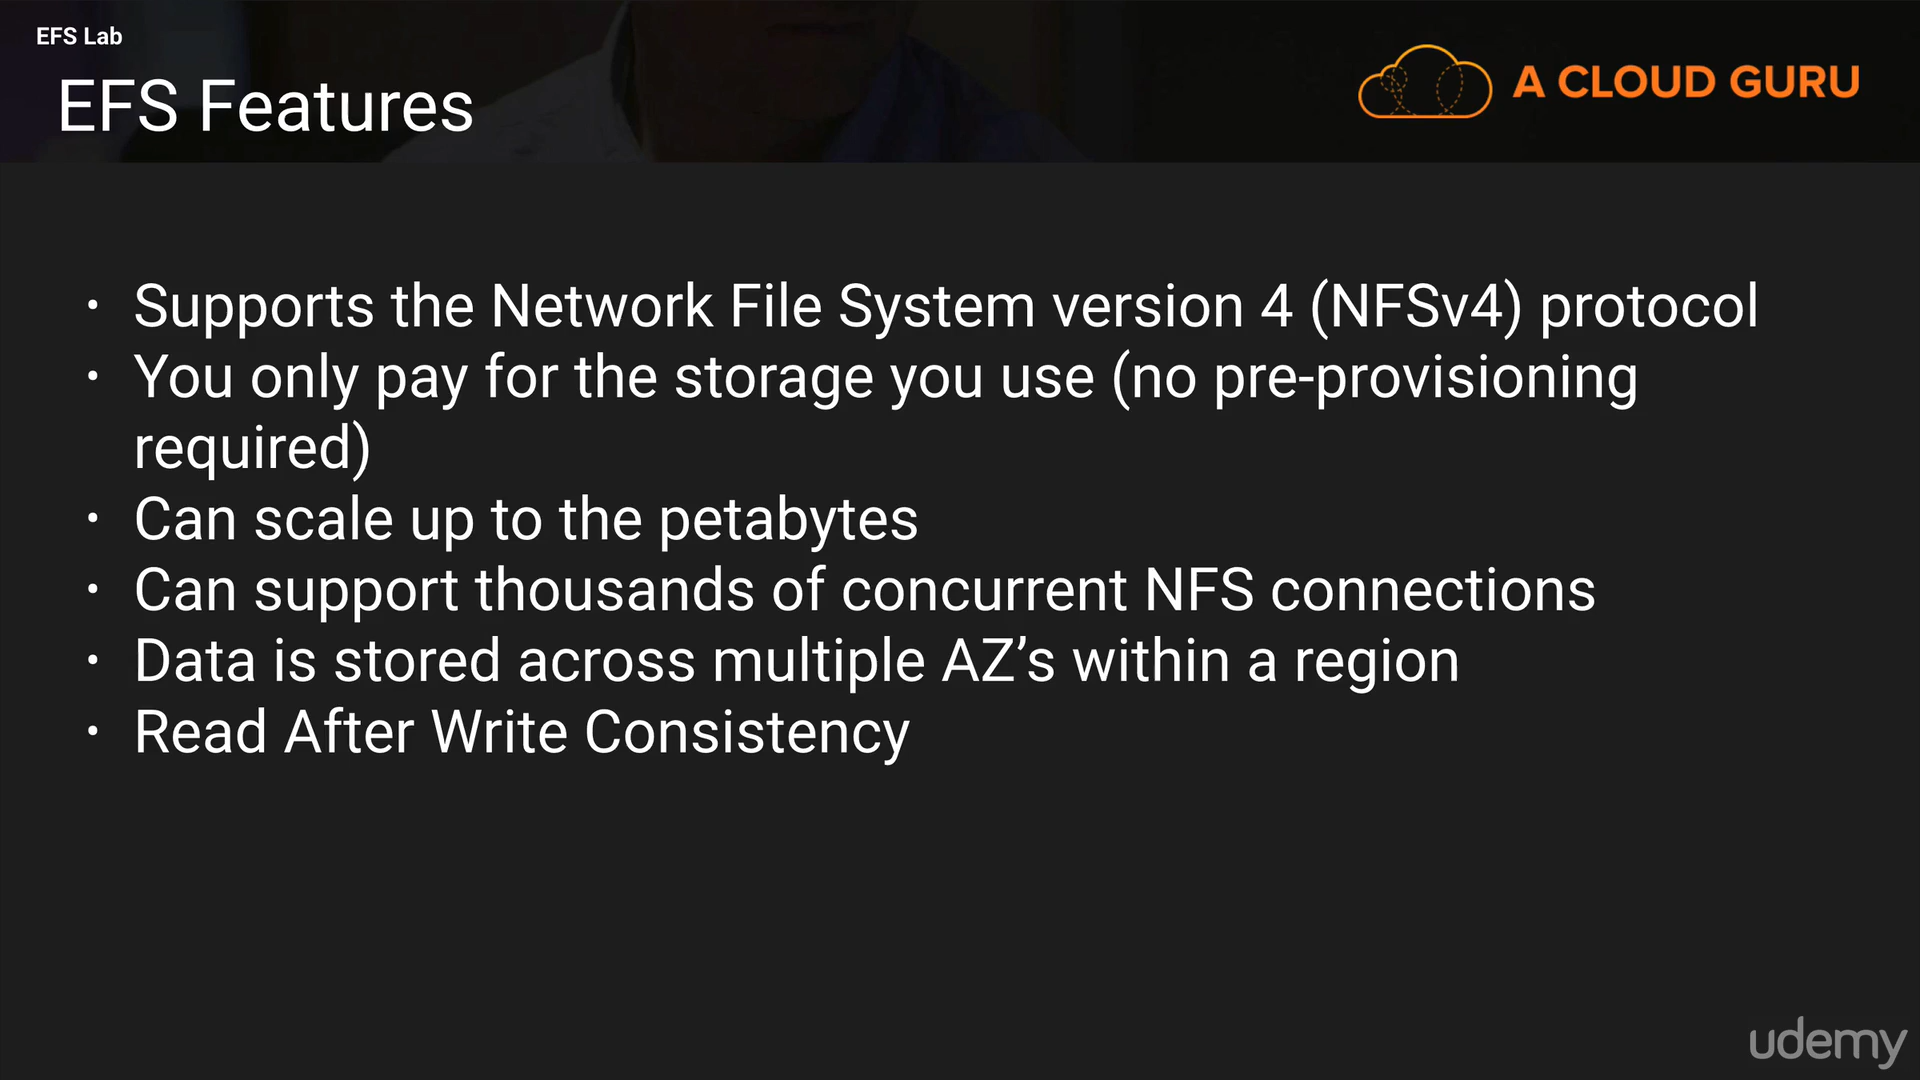 EFS Lab
EFS Features
A CLOUD GURU
• Supports the Network File System version 4 (NFSv4) protocol
• You only pay for the storage you use (no pre-provisioning
required)
• Can scale up to the petabytes
• Can support thousands of concurrent NFS connections
• Data is stored across multiple AZ’s within a region
• Read After Write Consistency
udemy